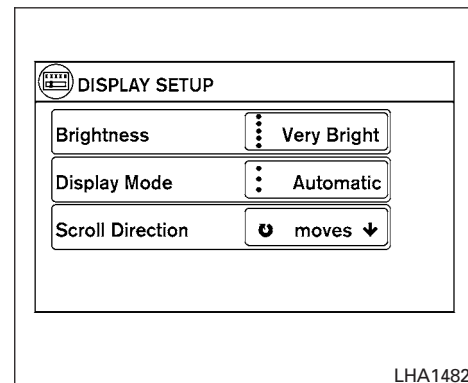 DISPLAY SETUP
Brightness Very Bright
Display Mode Automatic
Scroll Direction moves
LHA1482